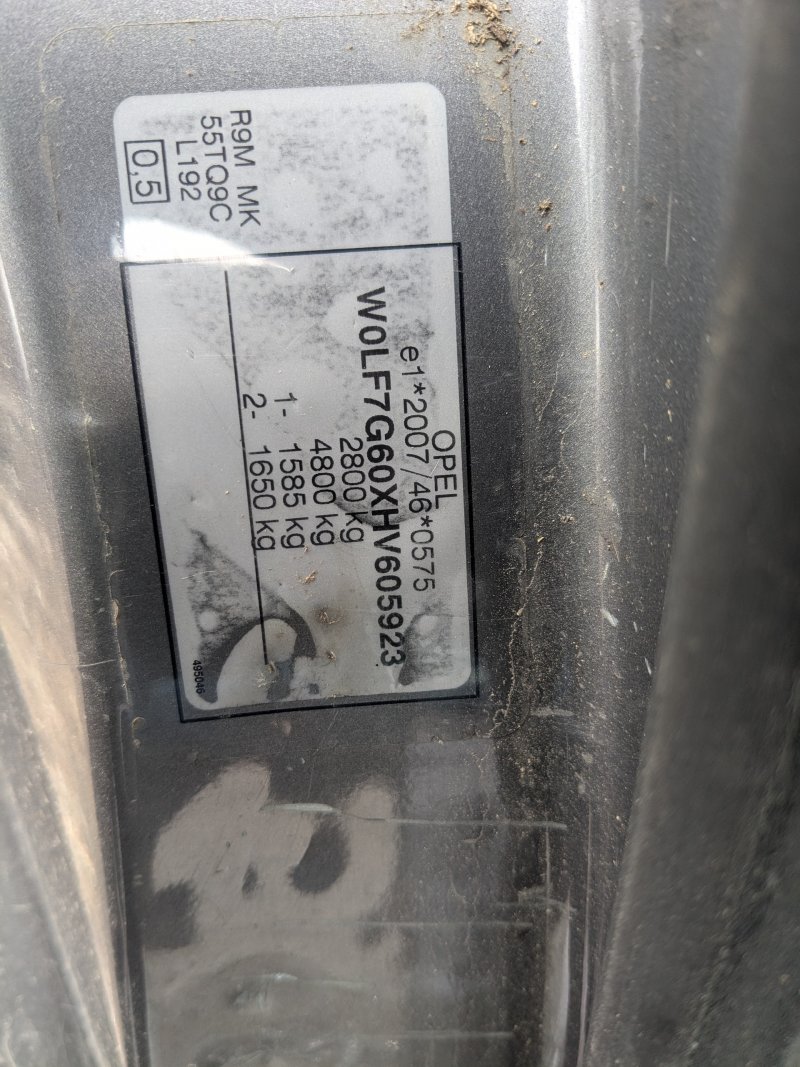 OPEL
e1*2007/46*0575
W0LF7G60XHV605923
2800 kg
4800 kg
1- 1585 kg
2- 1650 kg
R9M MK
55TQ9C
L192
0,5
495046